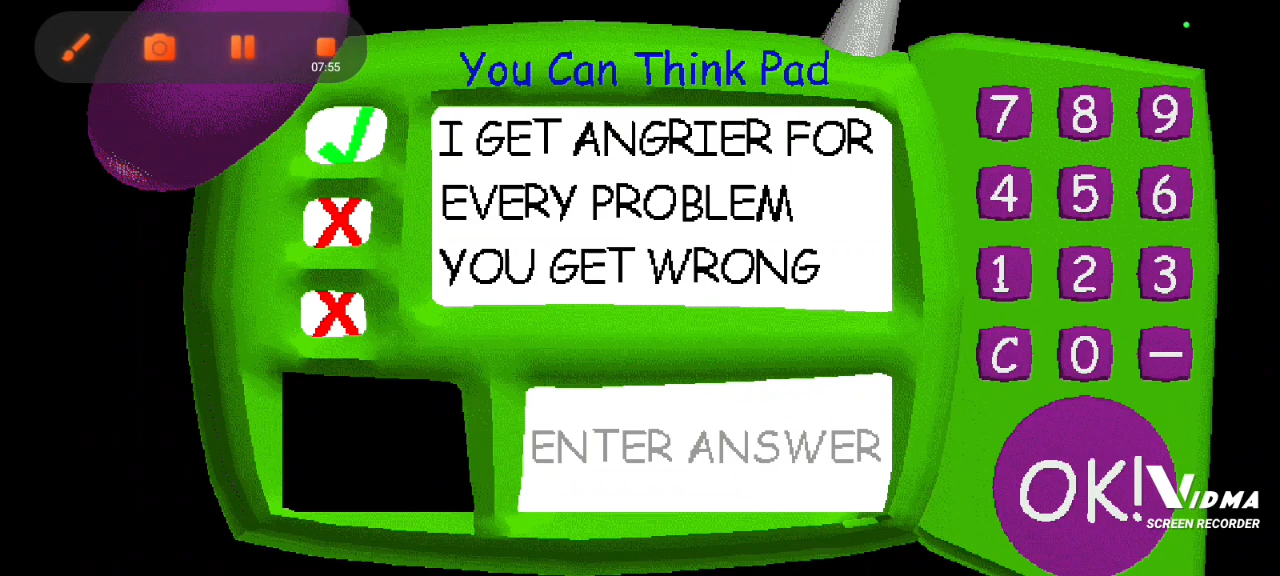 07:55
You Can Think Pad
I GET ANGRIER FOR
EVERY PROBLEM
YOU GET WRONG
ENTER ANSWER
7 8 9
4 5 6
1 2 3
C 0 —
OK!
VIDMA
SCREEN RECORDER